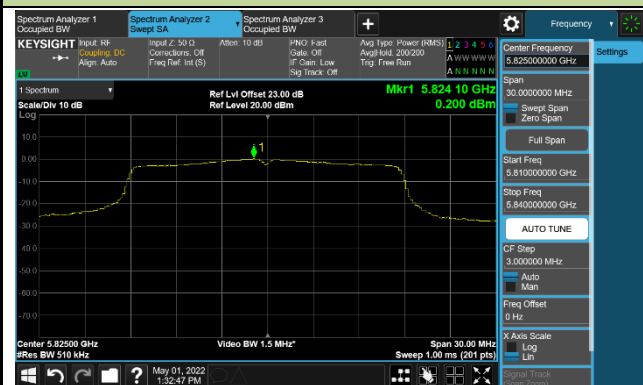 Spectrum Analyzer 1
Occupied BW
Spectrum Analyzer 2
Swept SA
Spectrum Analyzer 3
Occupied BW
+
Frequency
KEYSIGHT
Input: RF
Coupling: DC
Align: Auto
Input Z: 50 Ω
Corrections: Off
Freq Ref: Int (S)
Atten: 10 dB
PNO: Fast
Gate: Off
IF Gain: Low
Sig Track: Off
Avg Type: Power (RMS)
Avg|Hold: 200/200
Trig: Free Run
1 2 3 4 5 6
A W W W W W
A N N N N N
Center Frequency
5.825000000 GHz
Settings
Span
30.0000000 MHz
Swept Span
Zero Span
Full Span
Start Freq
5.810000000 GHz
Stop Freq
5.840000000 GHz
AUTO TUNE
CF Step
3.000000 MHz
Auto
Man
Freq Offset
0 Hz
X Axis Scale
Log
Lin
Signal Track
(Span Zoom)
1 Spectrum
Scale/Div 10 dB
Ref Lvl Offset 23.00 dB
Ref Level 20.00 dBm
Mkr1 5.824 10 GHz
0.200 dBm
Log
10.0
0.00
-10.0
-20.0
-30.0
-40.0
-50.0
-60.0
-70.0
1
Center 5.82500 GHz
#Res BW 510 kHz
Video BW 1.5 MHz*
Span 30.00 MHz
Sweep 1.00 ms (201 pts)
?
May 01, 2022
1:32:47 PM